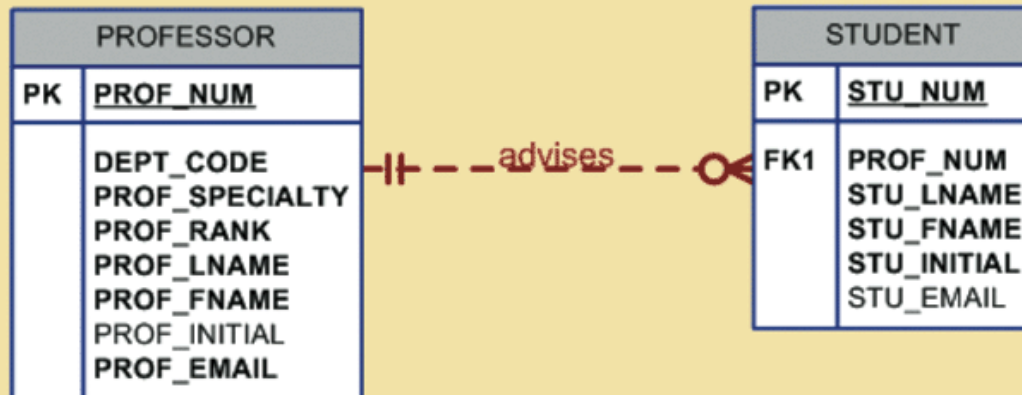 PROFESSOR
PK PROF_NUM
DEPT_CODE
PROF_SPECIALTY
PROF_RANK
PROF_LNAME
PROF_FNAME
PROF_INITIAL
PROF_EMAIL
advises
STUDENT
PK STU_NUM
FK1 PROF_NUM
STU_LNAME
STU_FNAME
STU_INITIAL
STU_EMAIL